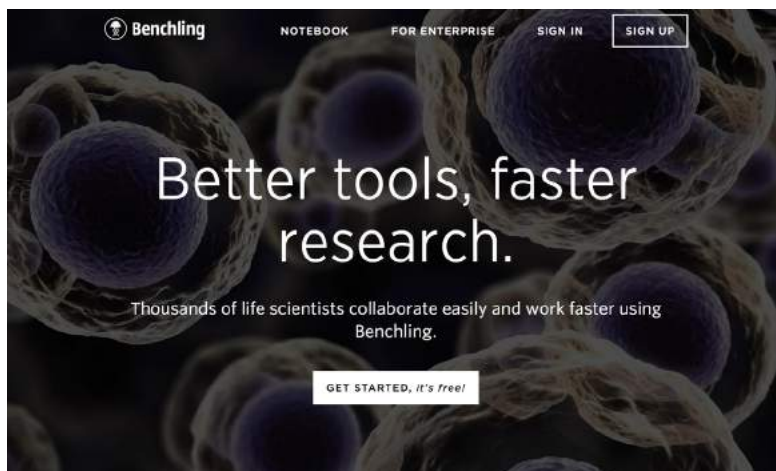 Benchling
NOTEBOOK
FOR ENTERPRISE
SIGN IN
SIGN UP
Better tools, faster
research.
Thousands of life scientists collaborate easily and work faster using
Benchling.
GET STARTED, it's free!